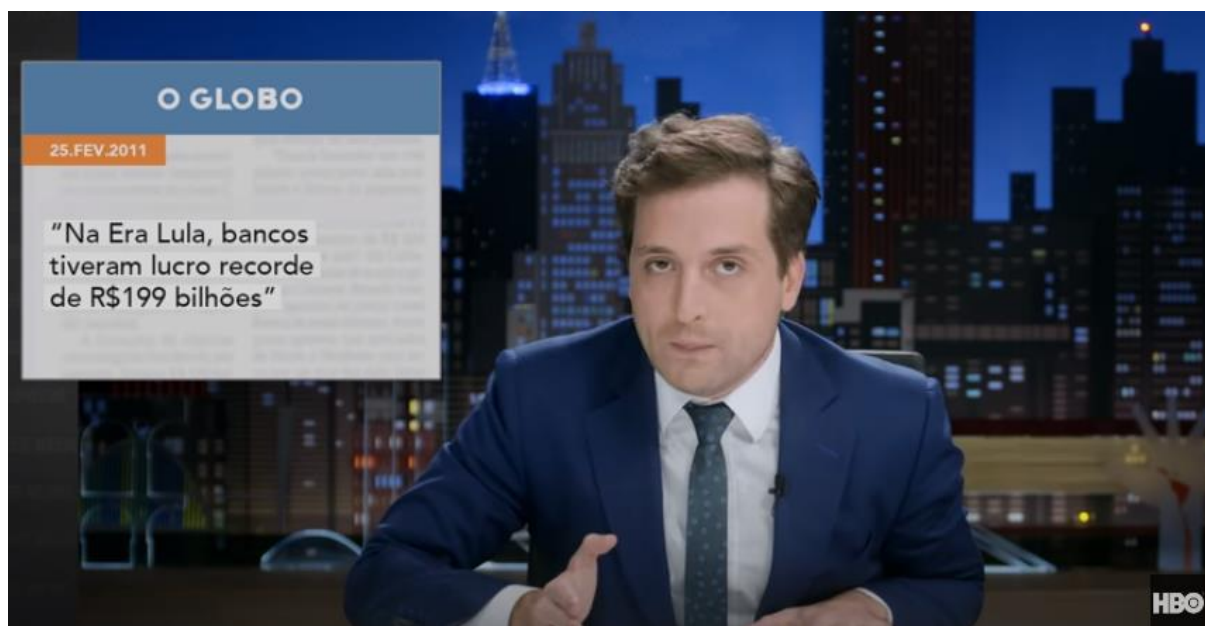 O GLOBO
25.FEV.2011
“Na Era Lula, bancos
tiveram lucro recorde
de R$199 bilhões”
HBO